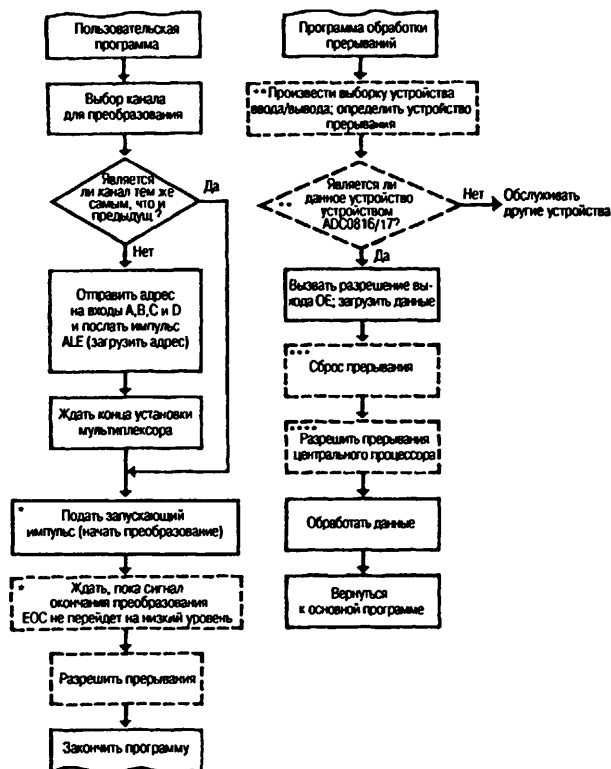 Пользовательская
программа
Выбор канала
для преобразования
Является
ли канал тем же
самым, что и
предыдущ?
Да
Нет
Отправить адрес
на входы A,B,C и D
и послать импульс
ALE (загрузить адрес)
Ждать конца установки
мультиплексора
* Подать запускающий
импульс (начать преобразование)
* Ждать, пока сигнал
окончания преобразования
EOC не перейдет на низкий уровень
Разрешить прерывания
Закончить программу
Программа обработки
прерываний
** Произвести выборку устройства
ввода/вывода; определить устройство
прерывания
Является ли
данное устройство
** устройством
ADC0816/17?
Нет
Обслуживать
другие устройства
Да
Вызвать разрешение вы-
хода OE; загрузить данные
***
Сброс прерывания
****
Разрешить прерывания
центрального процессора
Обработать данные
Вернуться
к основной программе